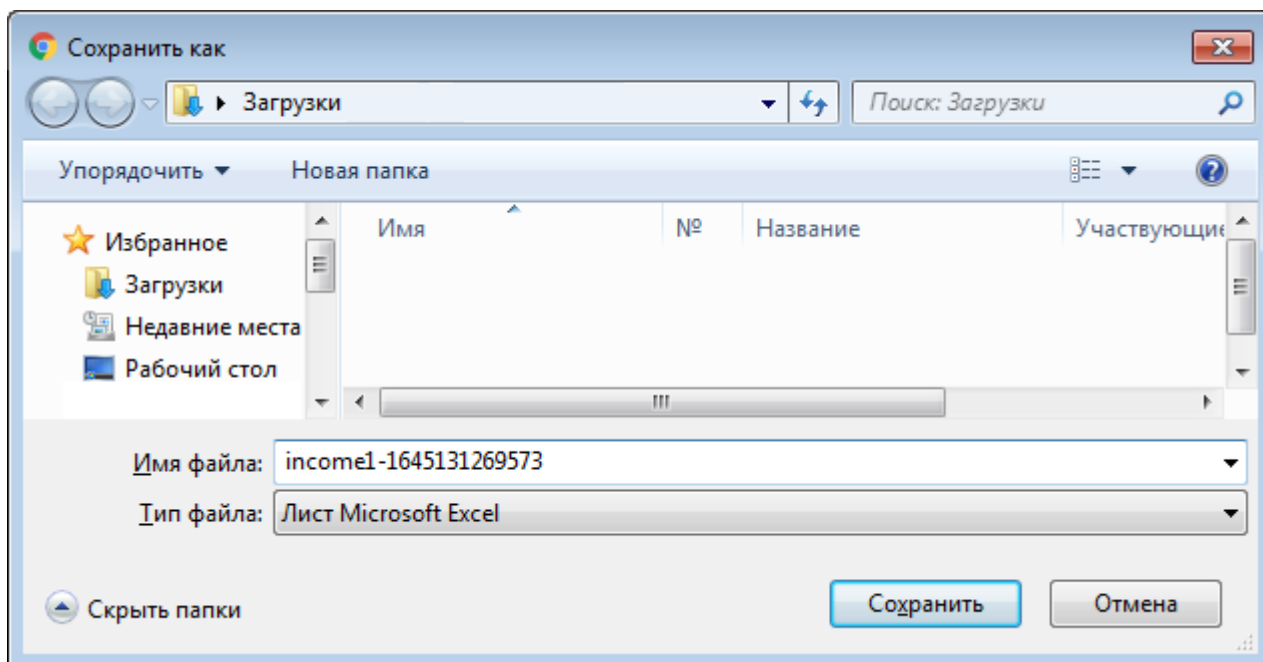 Сохранить как
Загрузки
Поиск: Загрузки
Упорядочить
Новая папка
Имя № Название Участвующие
Избранное
Загрузки
Недавние места
Рабочий стол
Имя файла: income1-1645131269573
Тип файла: Лист Microsoft Excel
Скрыть папки
Сохранить
Отмена